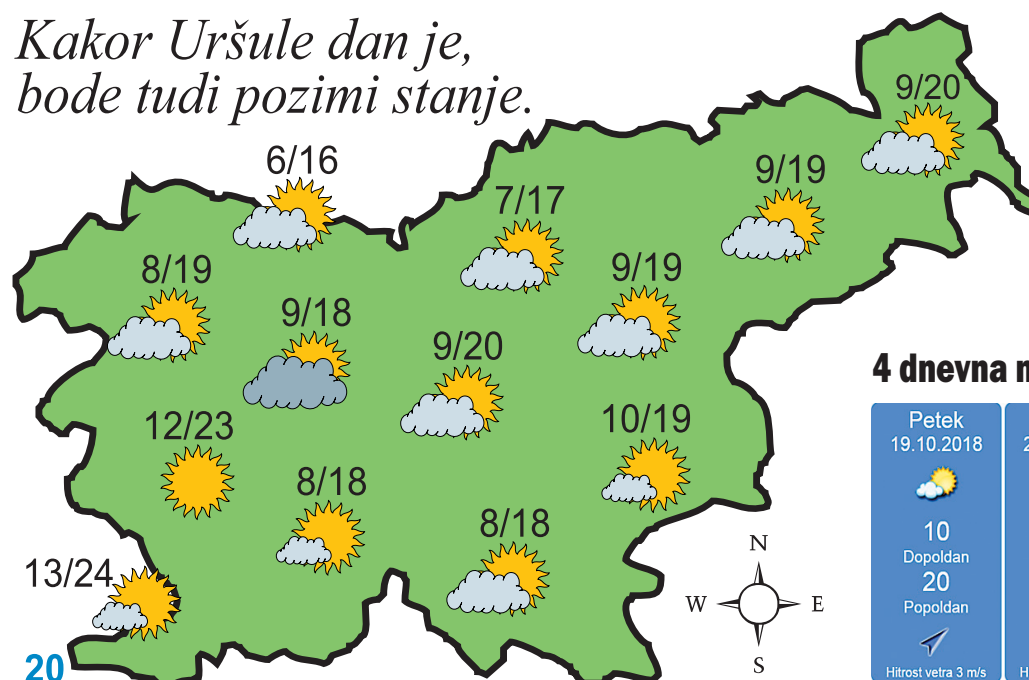 Kakor Uršule dan je,
bode tudi pozimi stanje.
9/20
6/16
9/19
7/17
8/19
9/19
9/18
9/20
12/23
10/19
8/18
8/18
13/24
20
N
W E
S
4 dnevna n
Petek
19.10.2018
10
Dopoldan
20
Popoldan
Hitrost vetra 3 m/s
2
H